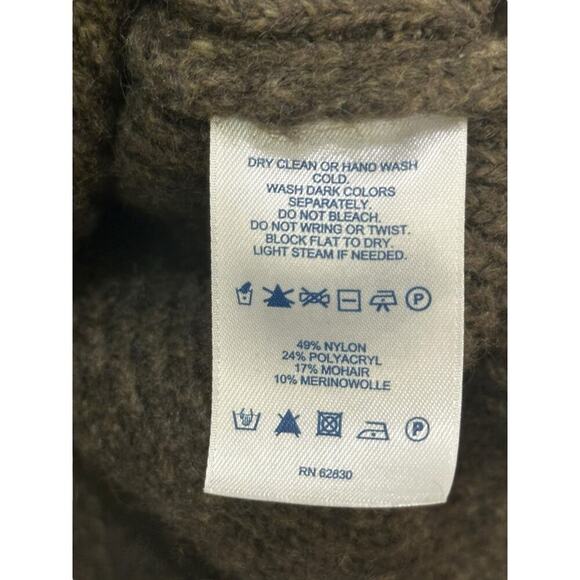 DRY CLEAN OR HAND WASH
COLD.
WASH DARK COLORS
SEPARATELY.
DO NOT BLEACH.
DO NOT WRING OR TWIST.
BLOCK FLAT TO DRY.
LIGHT STEAM IF NEEDED.
P
49% NYLON
24% POLYACRYL
17% MOHAIR
10% MERINOWOLLE
P
RN 62830